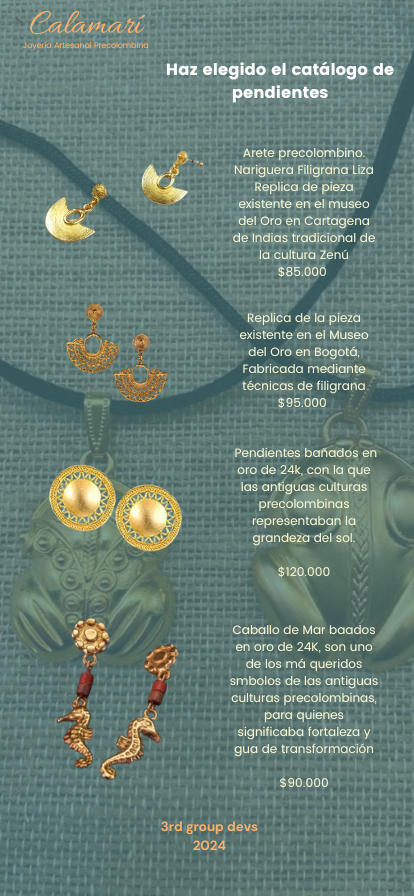 Calamarí
Joyería Artesanal Precolombina
Haz elegido el catálogo de
pendientes
Arete precolombino.
Nariguera Filigrana Liza
Replica de pieza
existente en el museo
del Oro en Cartagena
de Indias tradicional de
la cultura Zenú
$85.000
Replica de la pieza
existente en el Museo
del Oro en Bogotá,
Fabricada mediante
técnicas de filigrana
$95.000
Pendientes bañados en
oro de 24k, con la que
las antiguas culturas
precolombinas
representaban la
grandeza del sol.
$120.000
Caballo de Mar baados
en oro de 24K, son uno
de los má queridos
smbolos de las antiguas
culturas precolombinas,
para quienes
significaba fortaleza y
gua de transformación
$90.000
3rd group devs
2024